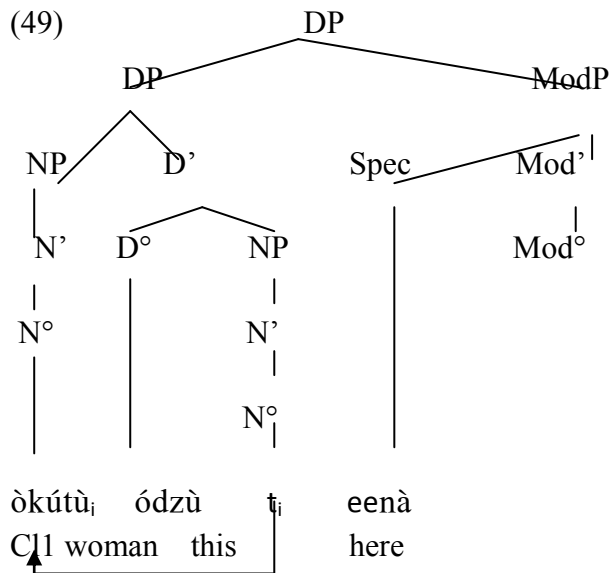 (49) DP
DP ModP
NP D’ Spec Mod’
N’ D° NP Mod°
N° N’
N°
òkútùᵢ ódzù tᵢ eenà
Cl1 woman this here